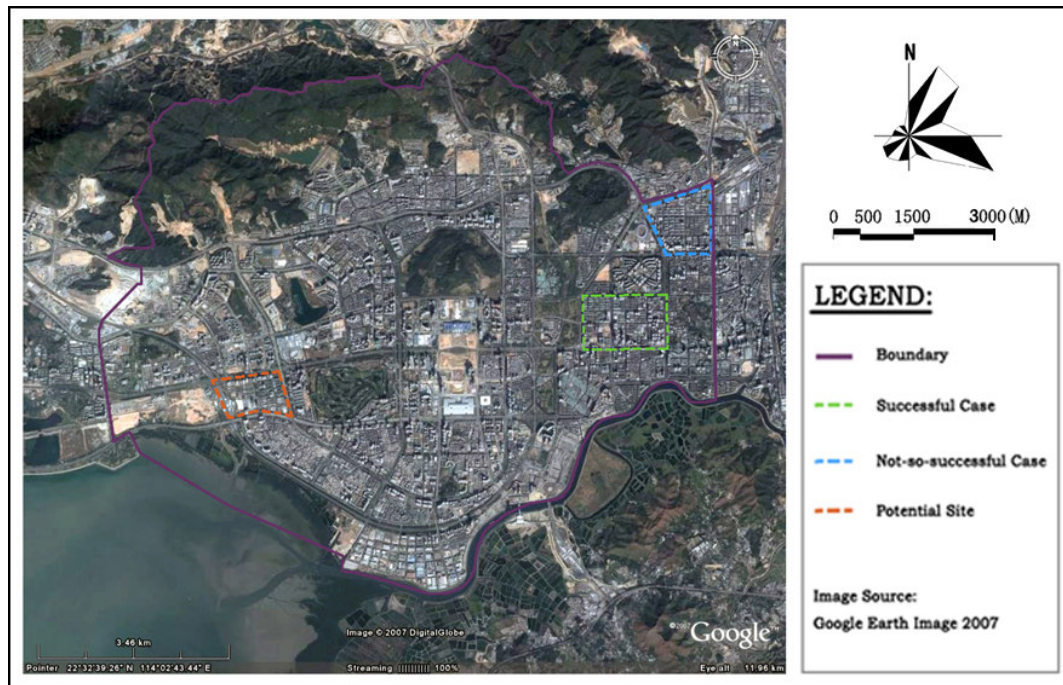 N
N
0 500 1500 3000(M)
LEGEND:
Boundary
Successful Case
Not-so-successful Case
Potential Site
Image Source:
Google Earth Image 2007
3.46 km
Image © 2007 DigitalGlobe
©2007 Google™
Pointer 22°32'39.26" N 114°02'43.44" E Streaming |||||||||| 100% Eye alt 11.96 km